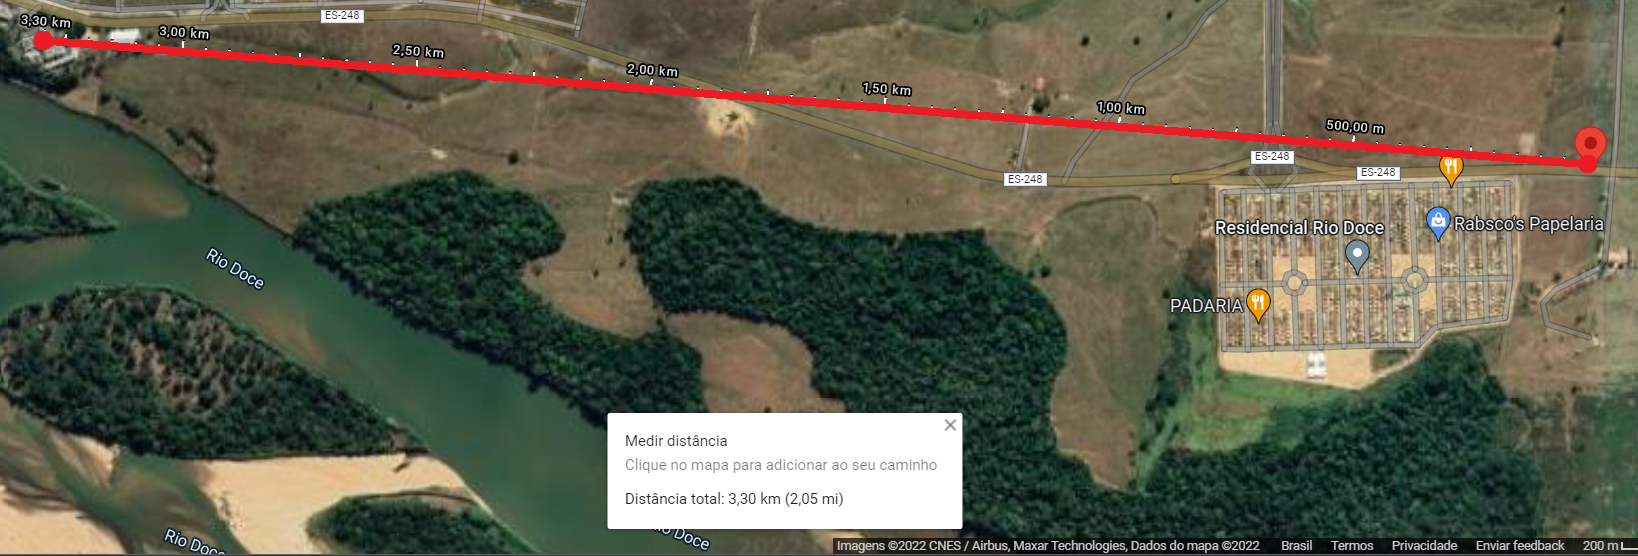 ES-248
3,30 km
3,00 km
2,50 km
2,00 km
1,50 km
1,00 km
500,00 m
ES-248
ES-248
ES-248
Residencial Rio Doce
Rabsco's Papelaria
PADARIA
Rio Doce
Medir distância
Clique no mapa para adicionar ao seu caminho
Distância total: 3,30 km (2,05 mi)
Rio Doce
Rio Doce
Imagens ©2022 CNES / Airbus, Maxar Technologies, Dados do mapa ©2022 Brasil Termos Privacidade Enviar feedback 200 m